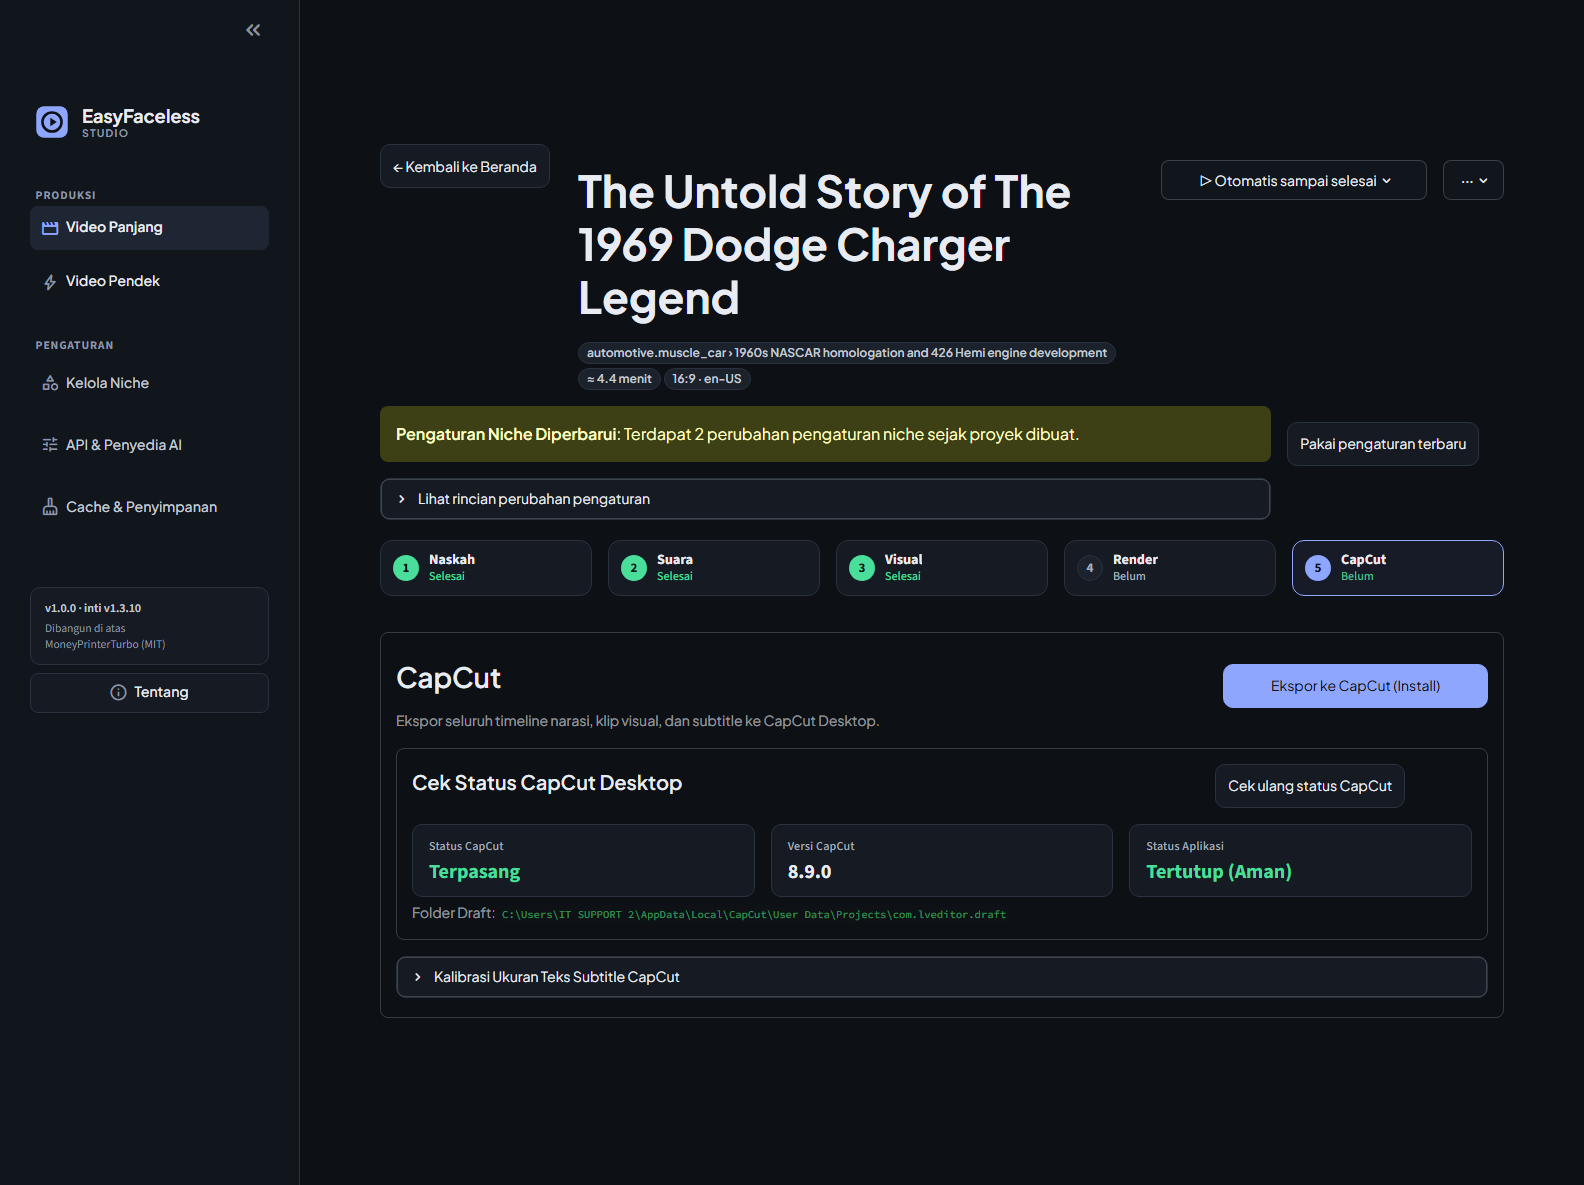 EasyFaceless
STUDIO
PRODUKSI
Video Panjang
Video Pendek
PENGATURAN
Kelola Niche
API & Penyedia AI
Cache & Penyimpanan
v1.0.0 · inti v1.3.10
Dibangun di atas
MoneyPrinterTurbo (MIT)
Tentang
← Kembali ke Beranda
The Untold Story of The
1969 Dodge Charger
Legend
Otomatis sampai selesai
...
automotive.muscle_car › 1960s NASCAR homologation and 426 Hemi engine development
≈ 4.4 menit
16:9 · en-US
Pengaturan Niche Diperbarui: Terdapat 2 perubahan pengaturan niche sejak proyek dibuat.
Pakai pengaturan terbaru
Lihat rincian perubahan pengaturan
1
Naskah
Selesai
2
Suara
Selesai
3
Visual
Selesai
4
Render
Belum
5
CapCut
Belum
CapCut
Ekspor ke CapCut (Install)
Ekspor seluruh timeline narasi, klip visual, dan subtitle ke CapCut Desktop.
Cek Status CapCut Desktop
Cek ulang status CapCut
Status CapCut
Terpasang
Versi CapCut
8.9.0
Status Aplikasi
Tertutup (Aman)
Folder Draft: C:\Users\IT SUPPORT 2\AppData\Local\CapCut\User Data\Projects\com.lveditor.draft
Kalibrasi Ukuran Teks Subtitle CapCut